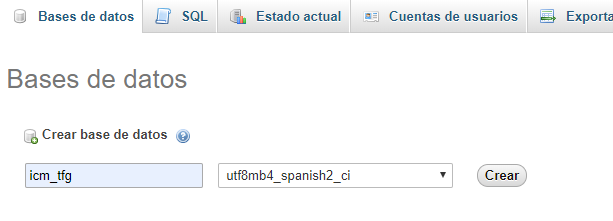 Bases de datos SQL Estado actual Cuentas de usuarios Exporta
Bases de datos
Crear base de datos
icm_tfg utf8mb4_spanish2_ci Crear